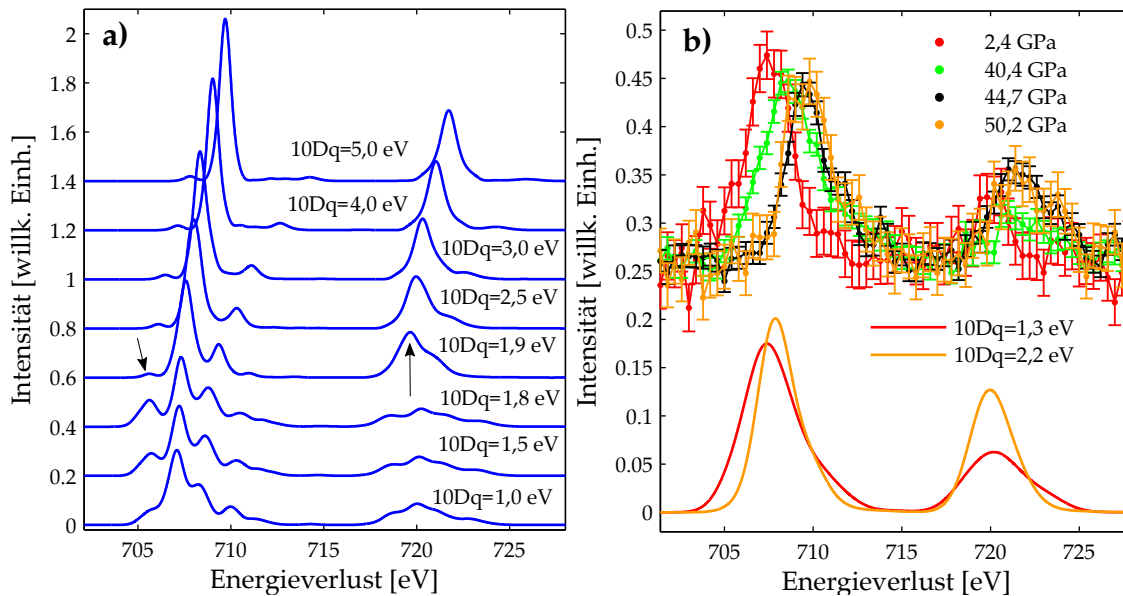 a)
Intensität [willk. Einh.]
2
1.8
1.6
1.4
1.2
1
0.8
0.6
0.4
0.2
0
10Dq=5,0 eV
10Dq=4,0 eV
10Dq=3,0 eV
10Dq=2,5 eV
10Dq=1,9 eV
10Dq=1,8 eV
10Dq=1,5 eV
10Dq=1,0 eV
705 710 715 720 725
Energieverlust [eV]
b)
Intensität [willk. Einh.]
0.45
0.4
0.35
0.3
0.25
0.2
0.15
0.1
0.05
0
2,4 GPa
40,4 GPa
44,7 GPa
50,2 GPa
10Dq=1,3 eV
10Dq=2,2 eV
705 710 715 720 725
Energieverlust [eV]